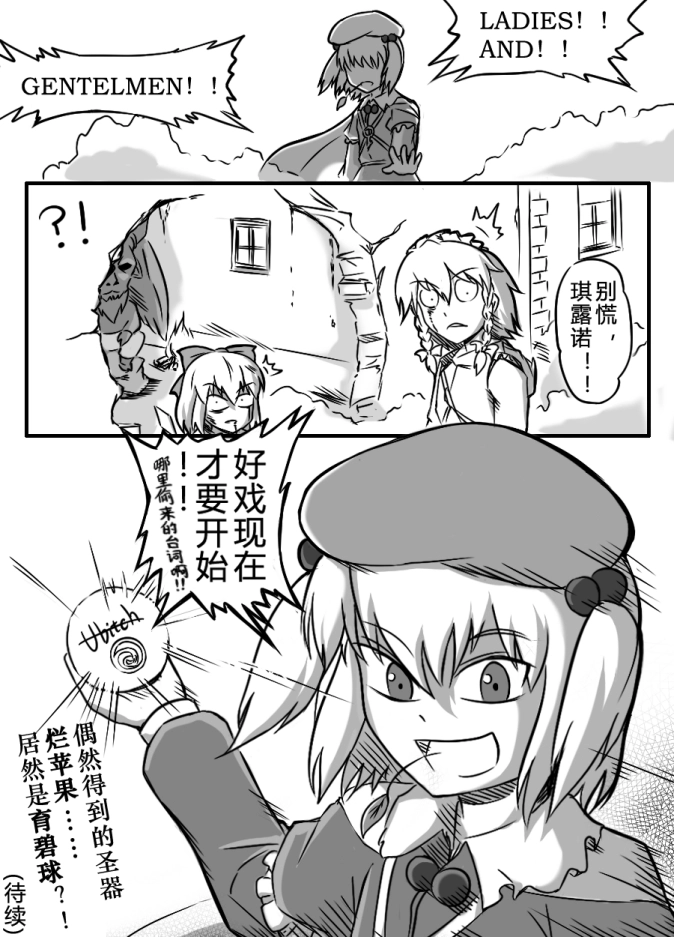 LADIES！！
AND！！
GENTELMEN！！
?!
别慌，
琪露诺！！
好戏现在
才要开始
！！
哪里偷来的台词啊!!
Ubitch
偶然得到的圣器
烂苹果……
居然是育碧球？！
(待续)